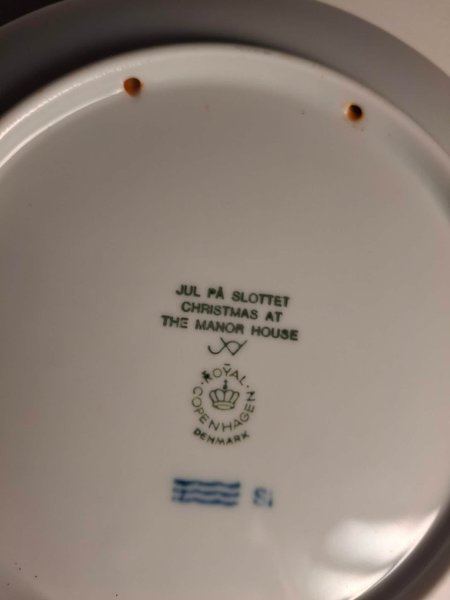 JUL PÅ SLOTTET
CHRISTMAS AT
THE MANOR HOUSE
ROYAL
COPENHAGEN
DENMARK